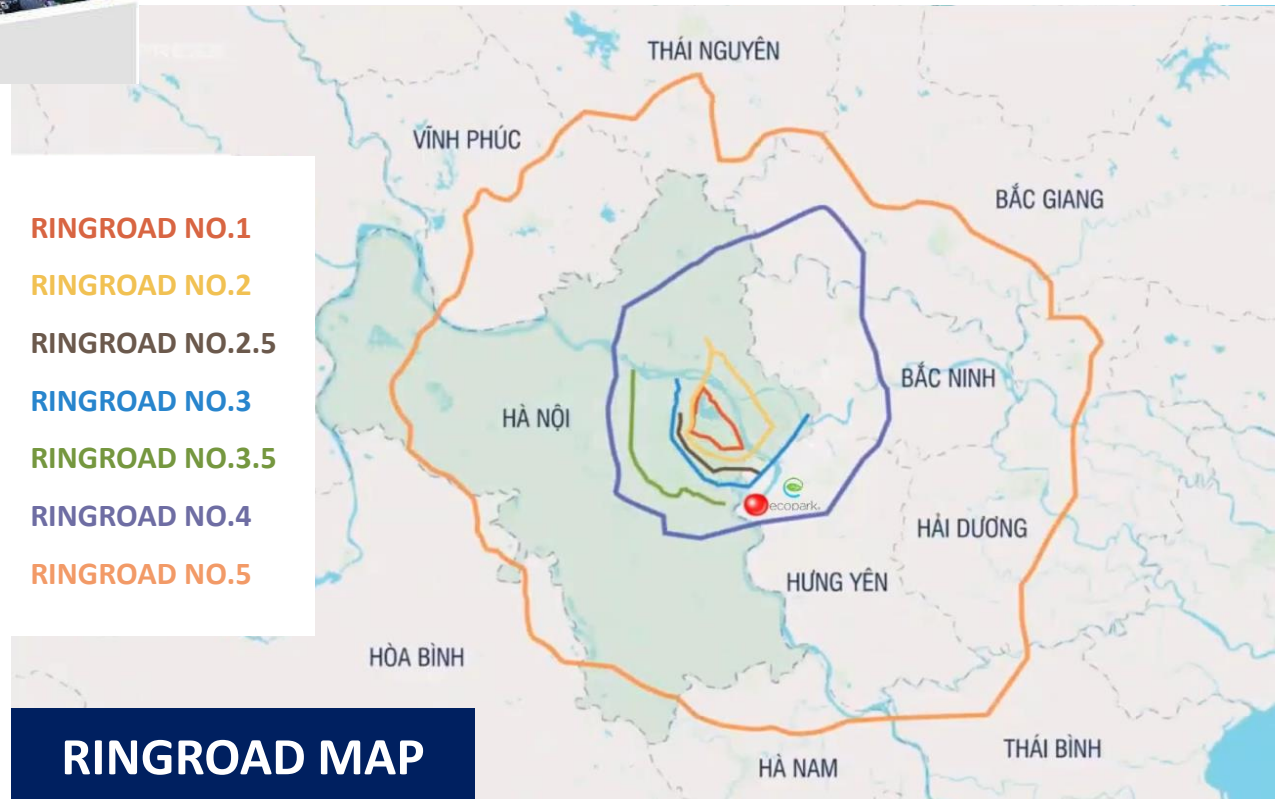 THÁI NGUYÊN
VĨNH PHÚC
BẮC GIANG
RINGROAD NO.1
RINGROAD NO.2
RINGROAD NO.2.5
RINGROAD NO.3
RINGROAD NO.3.5
RINGROAD NO.4
RINGROAD NO.5
BẮC NINH
HÀ NỘI
ecopark
HẢI DƯƠNG
HƯNG YÊN
HÒA BÌNH
RINGROAD MAP
THÁI BÌNH
HÀ NAM